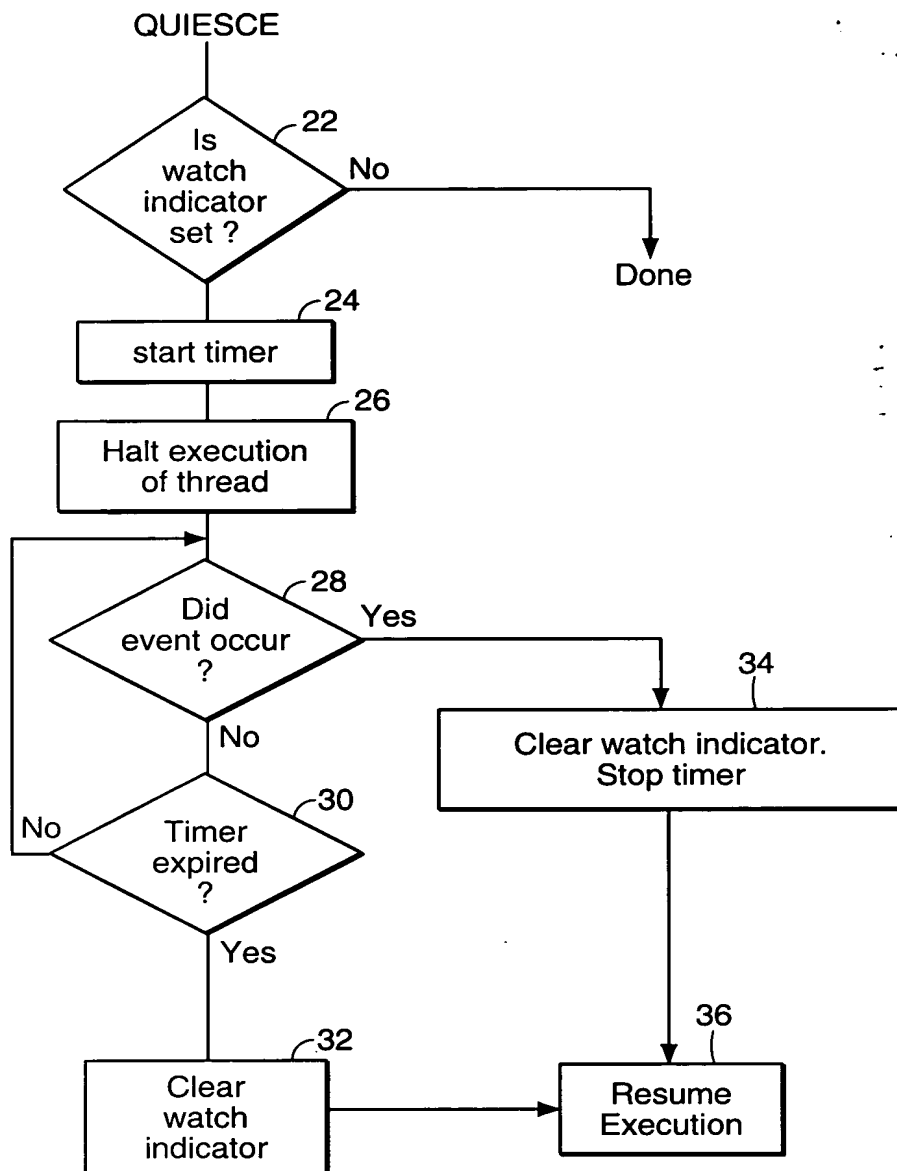 QUIESCE
22
Is
watch
indicator
set ?
No
Done
24
start timer
26
Halt execution
of thread
28
Did
event occur
?
Yes
No
34
Clear watch indicator.
Stop timer
30
Timer
expired
?
No
Yes
32
Clear
watch
indicator
36
Resume
Execution